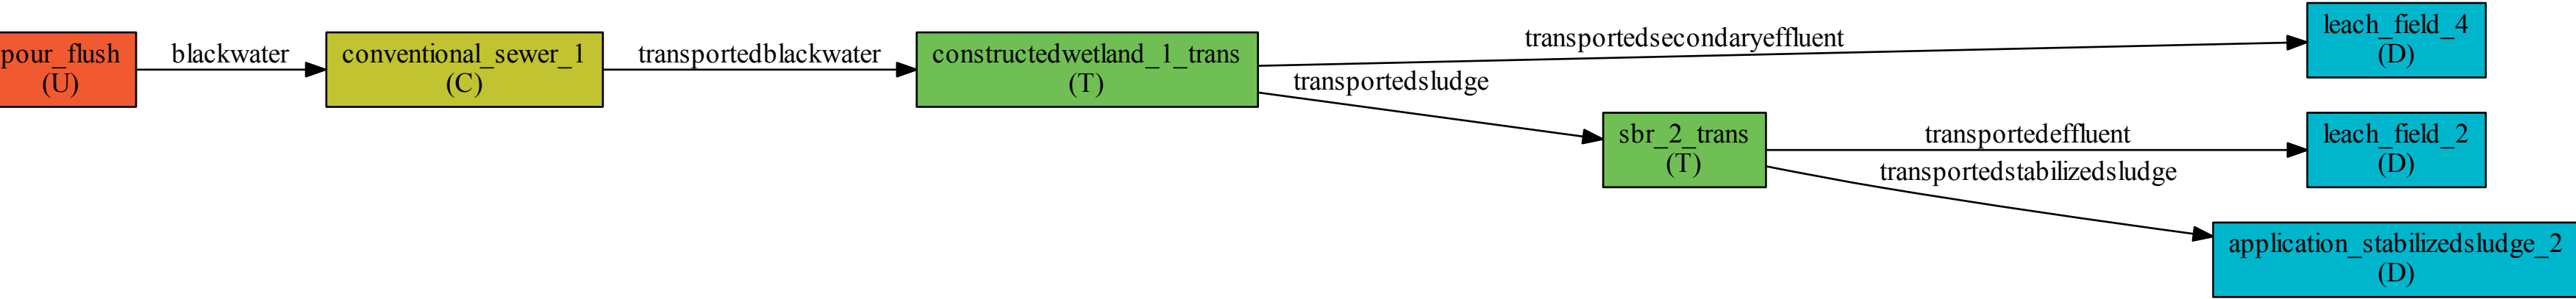 pour_flush
(U)
blackwater
conventional_sewer_1
(C)
transportedblackwater
constructedwetland_1_trans
(T)
transportedsecondaryeffluent
leach_field_4
(D)
transportedsludge
sbr_2_trans
(T)
transportedeffluent
leach_field_2
(D)
transportedstabilizedsludge
application_stabilizedsludge_2
(D)